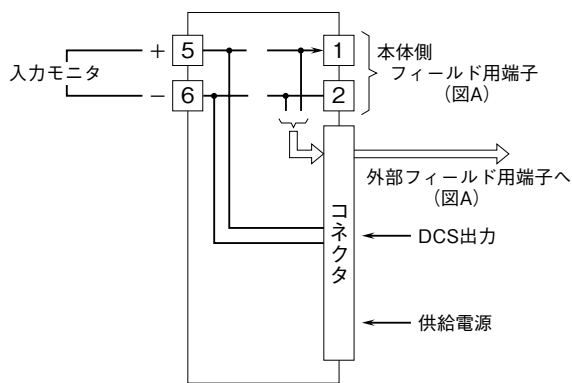 + 5
1
本体側
フィールド用端子
(図A)
入力モニタ
− 6
2
外部フィールド用端子へ
(図A)
コネクタ
DCS出力
供給電源